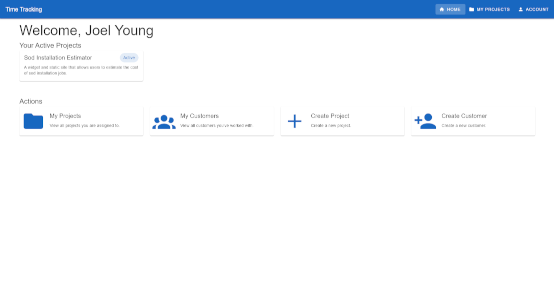 Time Tracking
HOME
MY PROJECTS
ACCOUNT
Welcome, Joel Young
Your Active Projects
Sod Installation Estimator
Active
A widget and static site that allows users to estimate the cost
of sod installation jobs.
Actions
My Projects
View all projects you are assigned to.
My Customers
View all customers you've worked with.
Create Project
Create a new project.
Create Customer
Create a new customer.